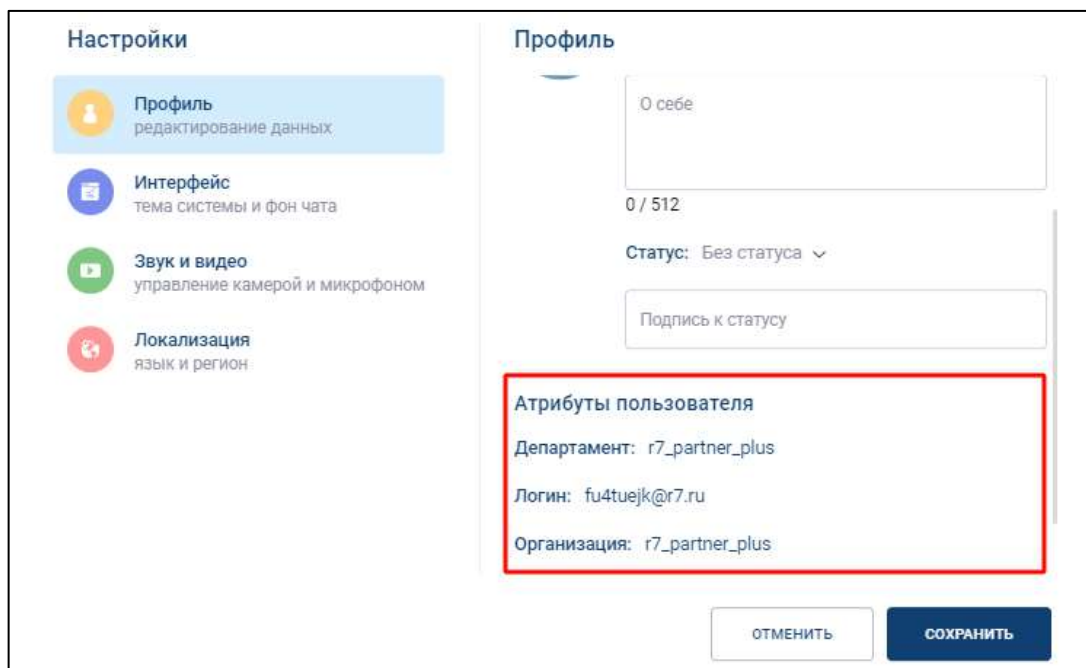 Настройки
Профиль
редактирование данных
Интерфейс
тема системы и фон чата
Звук и видео
управление камерой и микрофоном
Локализация
язык и регион
Профиль
О себе
0 / 512
Статус: Без статуса
Подпись к статусу
Атрибуты пользователя
Департамент: r7_partner_plus
Логин: fu4tuejk@r7.ru
Организация: r7_partner_plus
ОТМЕНИТЬ
СОХРАНИТЬ